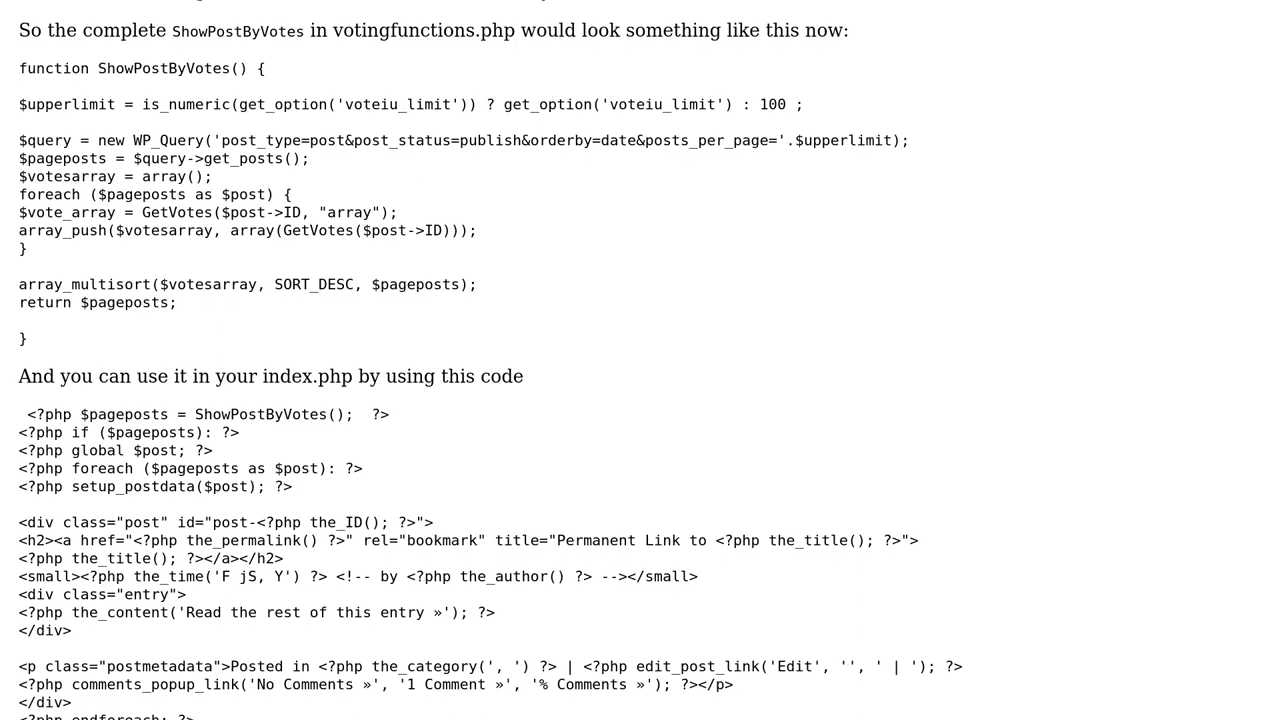 So the complete ShowPostByVotes in votingfunctions.php would look something like this now:
function ShowPostByVotes() {
$upperlimit = is_numeric(get_option('voteiu_limit')) ? get_option('voteiu_limit') : 100 ;
$query = new WP_Query('post_type=post&post_status=publish&orderby=date&posts_per_page='.$upperlimit);
$pageposts = $query->get_posts();
$votesarray = array();
foreach ($pageposts as $post) {
$vote_array = GetVotes($post->ID, "array");
array_push($votesarray, array(GetVotes($post->ID)));
}
array_multisort($votesarray, SORT_DESC, $pageposts);
return $pageposts;
}
And you can use it in your index.php by using this code
<?php $pageposts = ShowPostByVotes();  ?>
<?php if ($pageposts): ?>
<?php global $post; ?>
<?php foreach ($pageposts as $post): ?>
<?php setup_postdata($post); ?>
<div class="post" id="post-<?php the_ID(); ?>">
<h2><a href="<?php the_permalink() ?>" rel="bookmark" title="Permanent Link to <?php the_title(); ?>">
<?php the_title(); ?></a></h2>
<small><?php the_time('F jS, Y') ?> <!-- by <?php the_author() ?> --></small>
<div class="entry">
<?php the_content('Read the rest of this entry »'); ?>
</div>
<p class="postmetadata">Posted in <?php the_category(', ') ?> | <?php edit_post_link('Edit', '', ' | '); ?>
<?php comments_popup_link('No Comments »', '1 Comment »', '% Comments »'); ?></p>
</div>
<?php endforeach; ?>